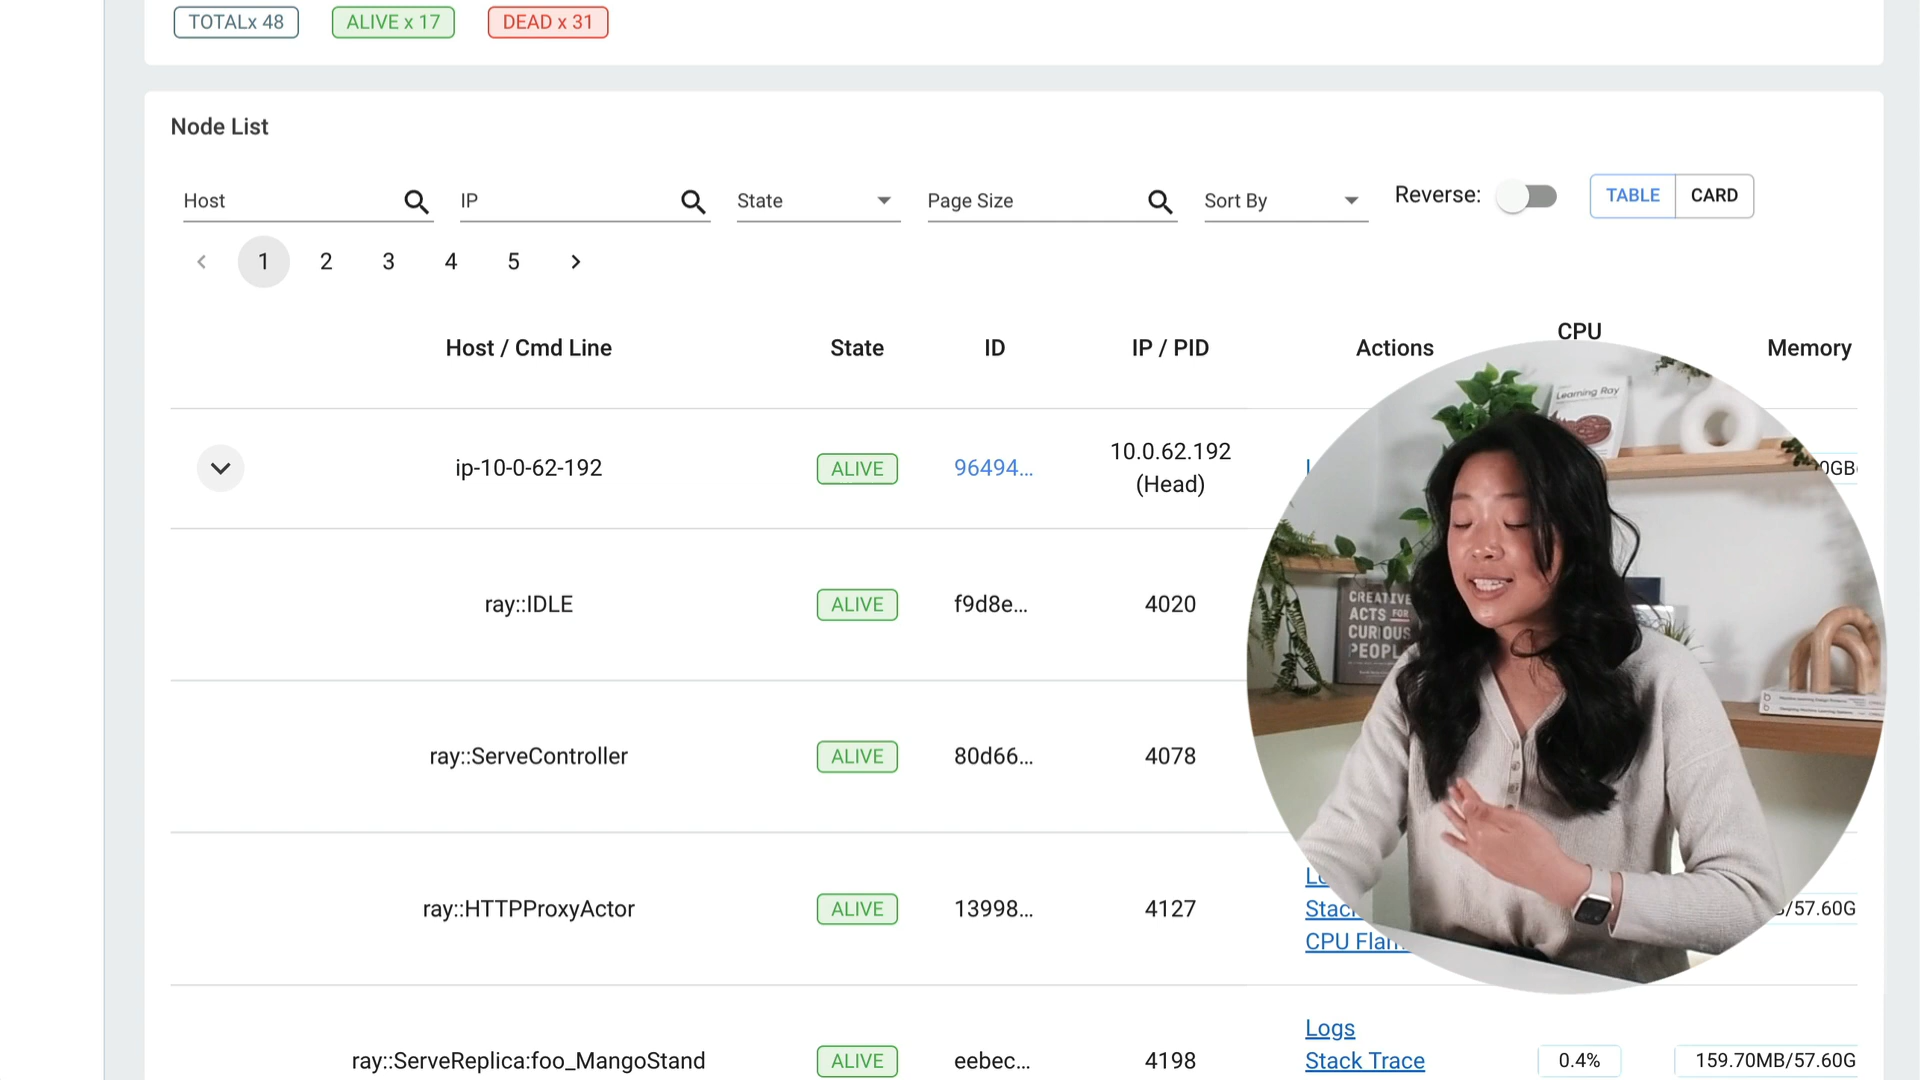 TOTALx 48 ALIVE x 17 DEAD x 31
Node List
Host IP State Page Size Sort By Reverse: TABLE CARD
1 2 3 4 5
Host / Cmd Line State ID IP / PID Actions CPU Memory
ip-10-0-62-192 ALIVE 96494... 10.0.62.192
(Head)
ray::IDLE ALIVE f9d8e... 4020
ray::ServeController ALIVE 80d66... 4078
ray::HTTPProxyActor ALIVE 13998... 4127
/57.60G
Logs
ray::ServeReplica:foo_MangoStand ALIVE eebec... 4198 Stack Trace 0.4% 159.70MB/57.60G
Learning Ray
CREATIVE
ACTS FOR
CURIOUS
PEOPL